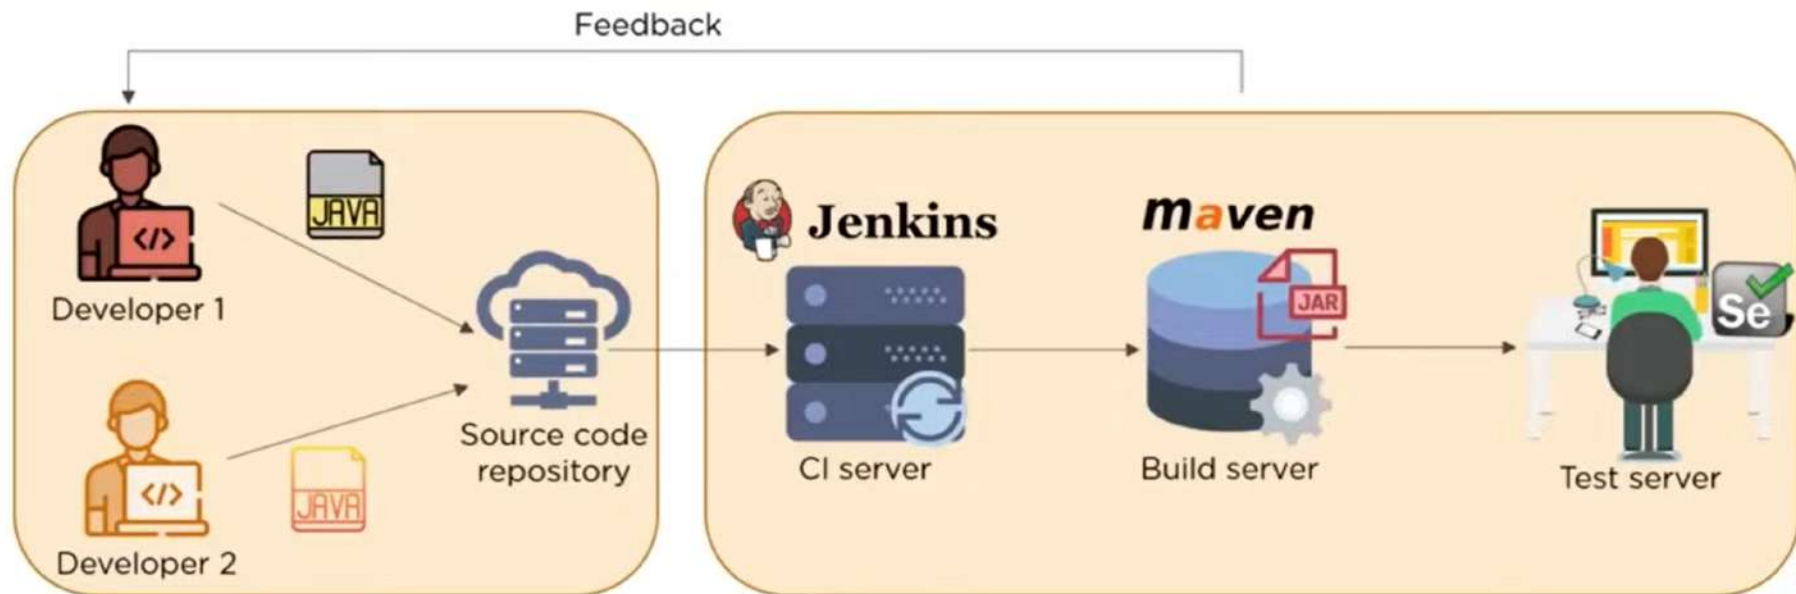 Feedback
JAVA
</>
Developer 1
Jenkins
maven
JAR
Se
Source code
repository
CI server
Build server
Test server
</>
JAVA
Developer 2